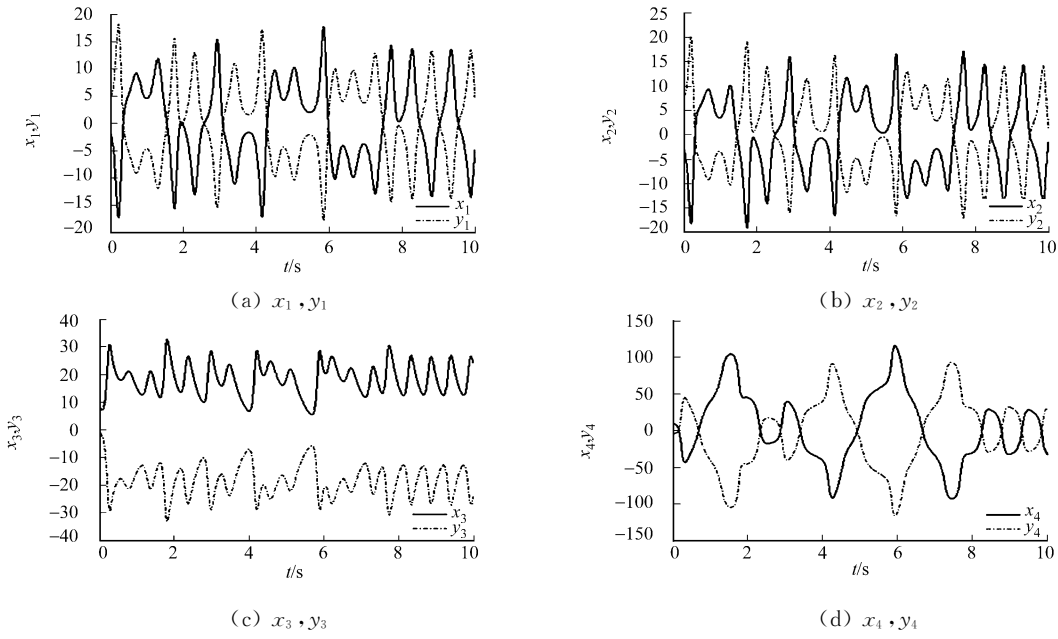 20
15
10
5
0
−5
−10
−15
−20
x₁,y₁
0 2 4 6 8 10
t/s
x₁
y₁
(a) x₁,y₁
25
20
15
10
5
0
−5
−10
−15
20
x₂,y₂
0 2 4 6 8 10
t/s
x₂
y₂
(b) x₂,y₂
40
30
20
10
0
−10
−20
−30
−40
x₃,y₃
0 2 4 6 8 10
t/s
x₃
y₃
(c) x₃,y₃
150
100
50
0
−50
−100
−150
x₄,y₄
0 2 4 6 8 10
t/s
x₄
y₄
(d) x₄,y₄